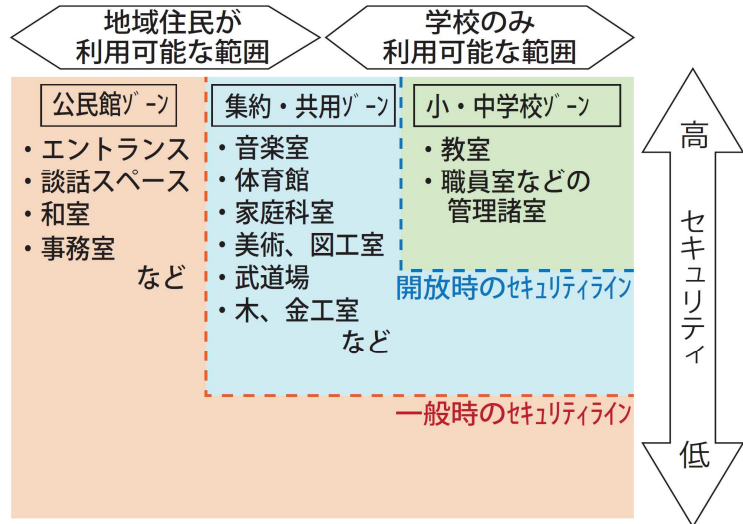 地域住民が
利用可能な範囲
学校のみ
利用可能な範囲
公民館ｿﾞｰﾝ
・エントランス
・談話スペース
・和室
・事務室
など
集約・共用ｿﾞｰﾝ
・音楽室
・体育館
・家庭科室
・美術、図工室
・武道場
・木、金工室
など
小・中学校ｿﾞｰﾝ
・教室
・職員室などの
管理諸室
開放時のｾｷｭﾘﾃｨﾗｲﾝ
一般時のｾｷｭﾘﾃｨﾗｲﾝ
高
セキュリティ
低